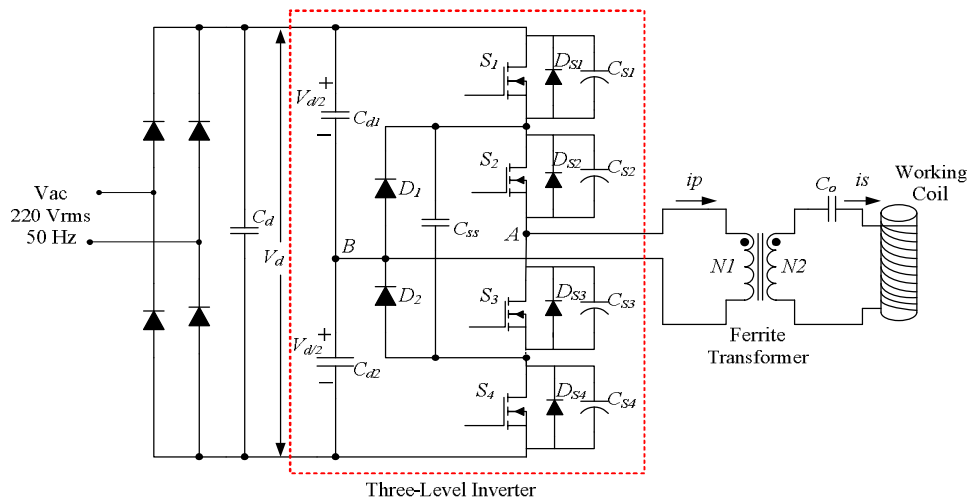 S1
DS1
CS1
+
Vd/2
Cd1
−
S2
DS2
CS2
D1
Css
Vac
220 Vrms
50 Hz
Cd
Vd
B
A
ip
Co
is
Working
Coil
N1
N2
D2
S3
DS3
CS3
Ferrite
Transformer
+
Vd/2
Cd2
−
S4
DS4
CS4
Three-Level Inverter